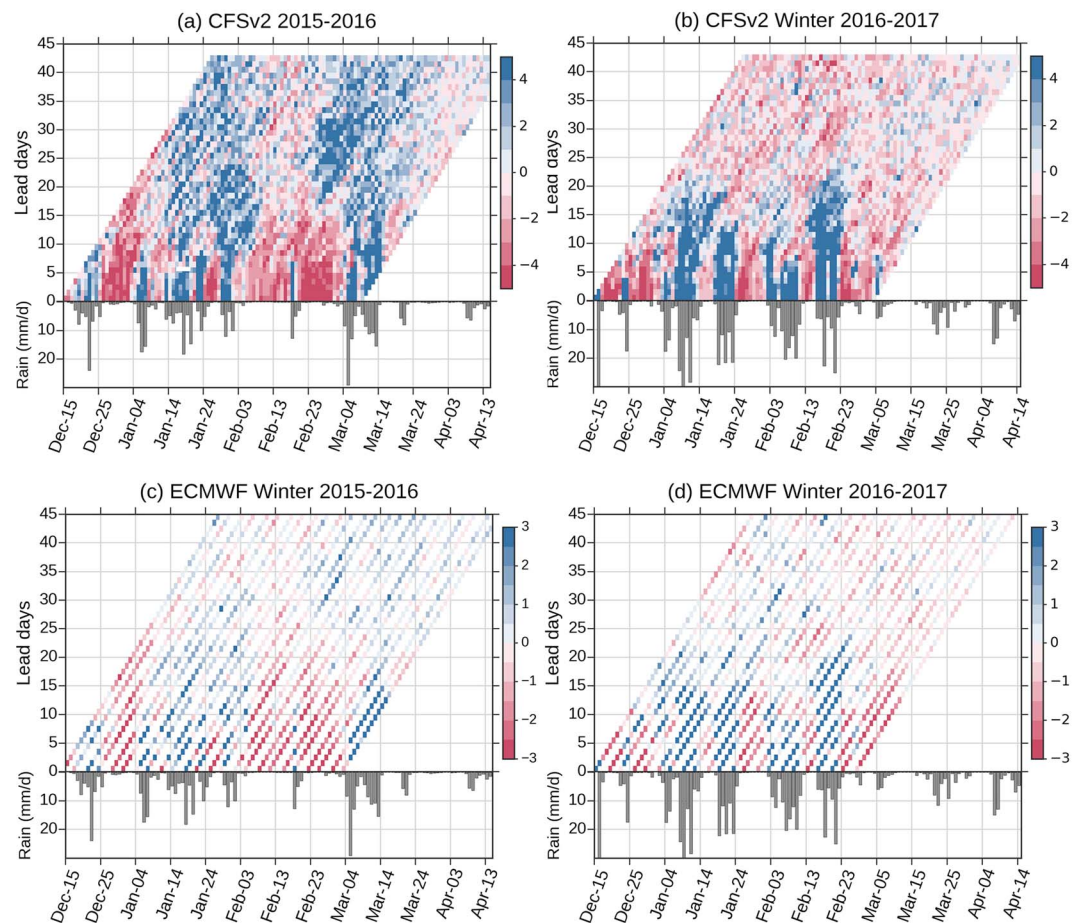 (a) CFSv2 2015-2016
45
40
35
30
25
20
15
10
5
0
10
20
Lead days
Rain (mm/d)
4
2
0
−2
−4
Dec-15
Dec-25
Jan-04
Jan-14
Jan-24
Feb-03
Feb-13
Feb-23
Mar-04
Mar-14
Mar-24
Apr-03
Apr-13
(b) CFSv2 Winter 2016-2017
45
40
35
30
25
20
15
10
5
0
10
20
Lead days
Rain (mm/d)
4
2
0
−2
−4
Dec-15
Dec-25
Jan-04
Jan-14
Jan-24
Feb-03
Feb-13
Feb-23
Mar-05
Mar-15
Mar-25
Apr-04
Apr-14
(c) ECMWF Winter 2015-2016
45
40
35
30
25
20
15
10
5
0
10
20
Lead days
Rain (mm/d)
3
2
1
0
−1
−2
−3
Dec-15
Dec-25
Jan-04
Jan-14
Jan-24
Feb-03
Feb-13
Feb-23
Mar-04
Mar-14
Mar-24
Apr-03
Apr-13
(d) ECMWF Winter 2016-2017
45
40
35
30
25
20
15
10
5
0
10
20
Lead days
Rain (mm/d)
3
2
1
0
−1
−2
−3
Dec-15
Dec-25
Jan-04
Jan-14
Jan-24
Feb-03
Feb-13
Feb-23
Mar-05
Mar-15
Mar-25
Apr-04
Apr-14